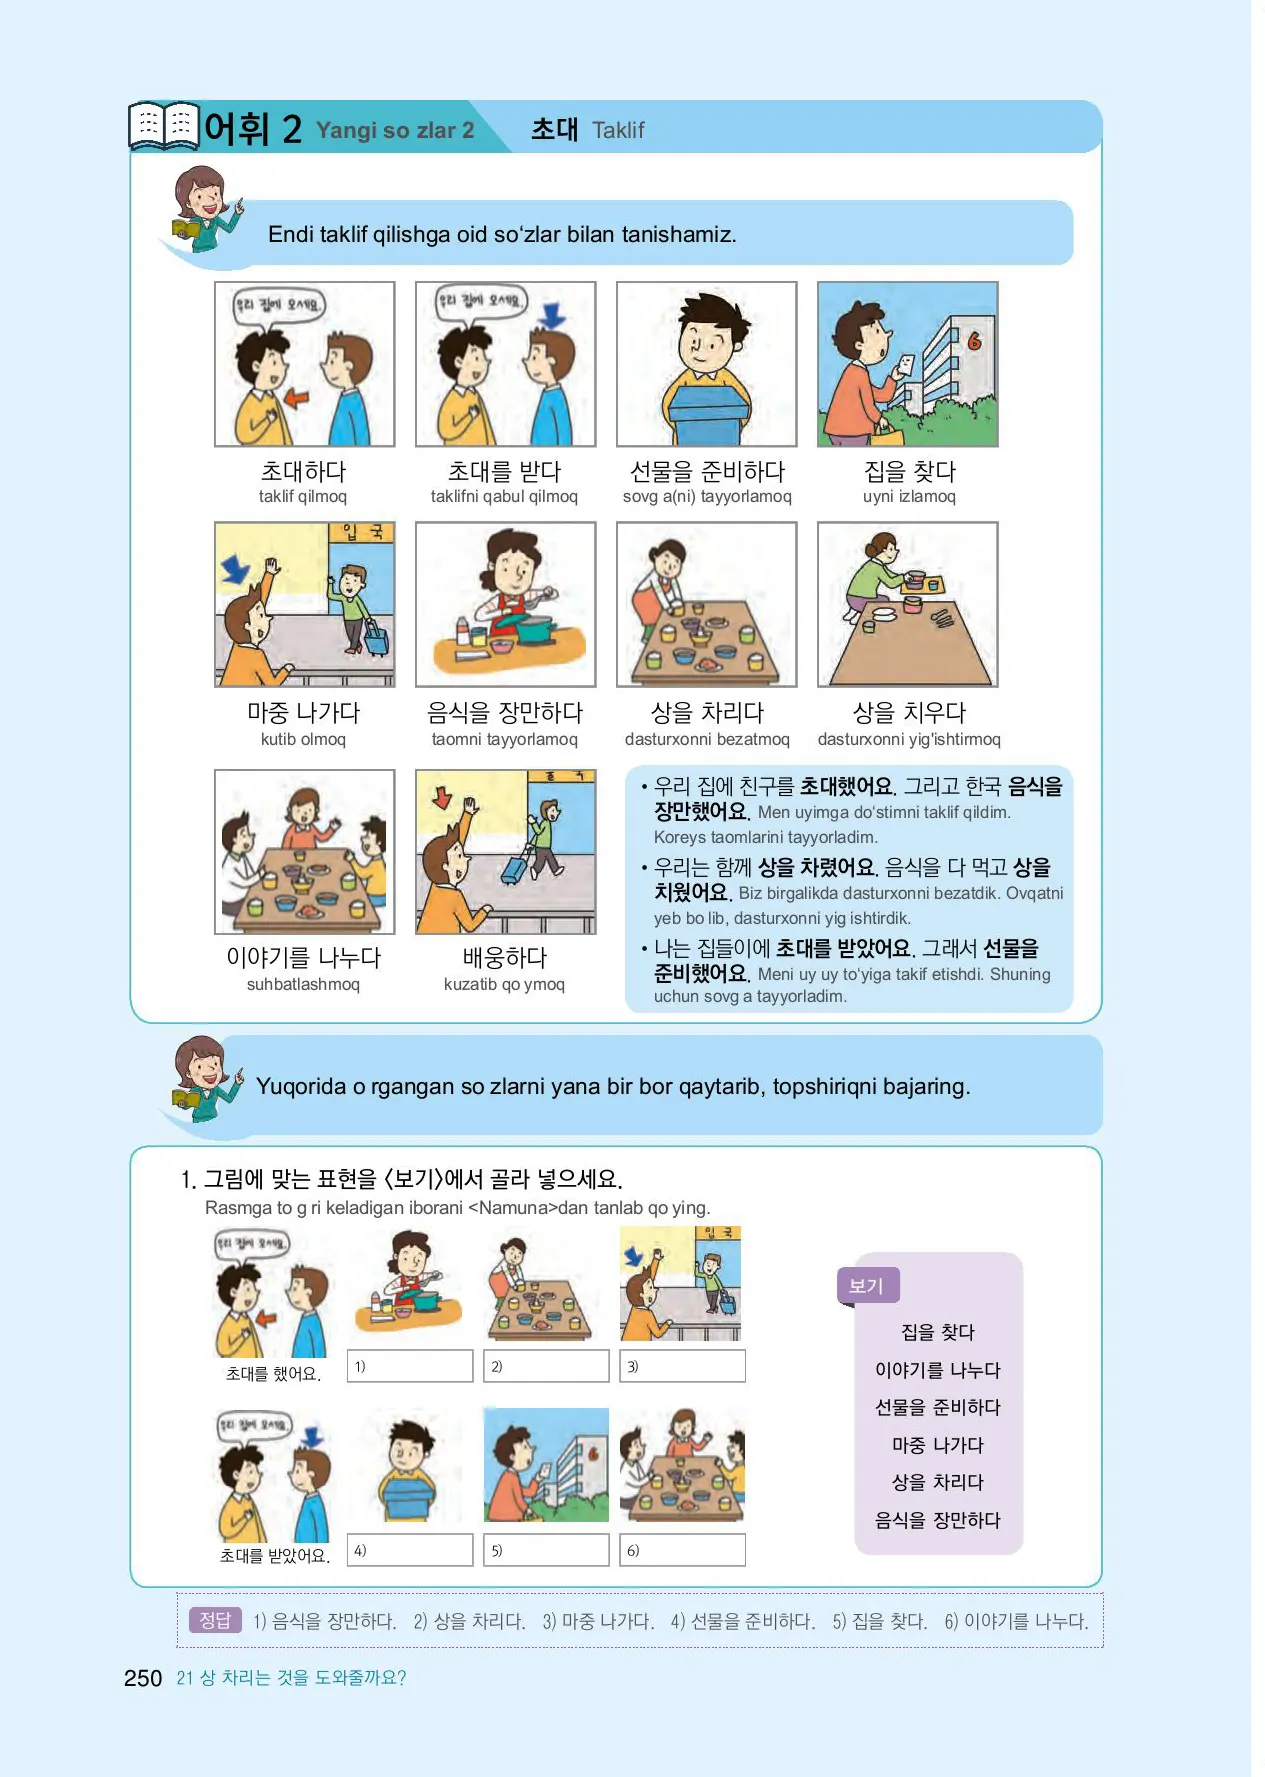 어휘 2 Yangi so zlar 2 초대 Taklif
Endi taklif qilishga oid so‘zlar bilan tanishamiz.
우리 집에 오세요.
우리 집에 오세요.
6
초대하다
taklif qilmoq
초대를 받다
taklifni qabul qilmoq
선물을 준비하다
sovg a(ni) tayyorlamoq
집을 찾다
uyni izlamoq
입 국
마중 나가다
kutib olmoq
음식을 장만하다
taomni tayyorlamoq
상을 차리다
dasturxonni bezatmoq
상을 치우다
dasturxonni yig'ishtirmoq
출 국
이야기를 나누다
suhbatlashmoq
배웅하다
kuzatib qo ymoq
• 우리 집에 친구를 초대했어요. 그리고 한국 음식을
장만했어요. Men uyimga do‘stimni taklif qildim.
Koreys taomlarini tayyorladim.
• 우리는 함께 상을 차렸어요. 음식을 다 먹고 상을
치웠어요. Biz birgalikda dasturxonni bezatdik. Ovqatni
yeb bo lib, dasturxonni yig ishtirdik.
• 나는 집들이에 초대를 받았어요. 그래서 선물을
준비했어요. Meni uy uy to‘yiga takif etishdi. Shuning
uchun sovg a tayyorladim.
Yuqorida o rgangan so zlarni yana bir bor qaytarib, topshiriqni bajaring.
1. 그림에 맞는 표현을 〈보기〉에서 골라 넣으세요.
Rasmga to g ri keladigan iborani <Namuna>dan tanlab qo ying.
우리 집에 오세요.
입 국
초대를 했어요.
1)
2)
3)
우리 집에 오세요.
6
초대를 받았어요.
4)
5)
6)
보기
집을 찾다
이야기를 나누다
선물을 준비하다
마중 나가다
상을 차리다
음식을 장만하다
정답 1) 음식을 장만하다. 2) 상을 차리다. 3) 마중 나가다. 4) 선물을 준비하다. 5) 집을 찾다. 6) 이야기를 나누다.
250 21 상 차리는 것을 도와줄까요?